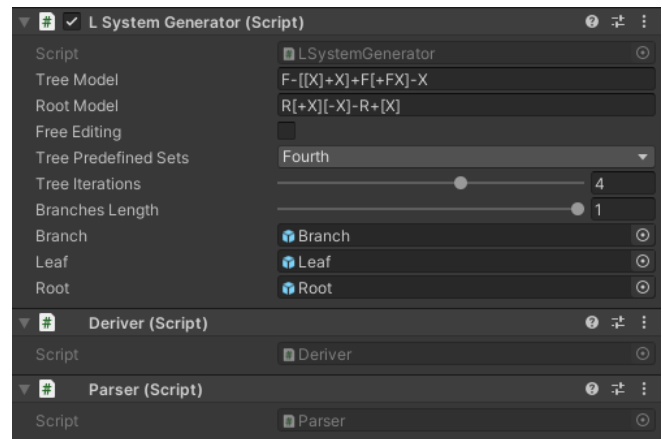 # L System Generator (Script)
Script LSystemGenerator
Tree Model F-[[X]+X]+F[+FX]-X
Root Model R[+X][-X]-R+[X]
Free Editing
Tree Predefined Sets Fourth
Tree Iterations 4
Branches Length 1
Branch Branch
Leaf Leaf
Root Root
# Deriver (Script)
Script Deriver
# Parser (Script)
Script Parser